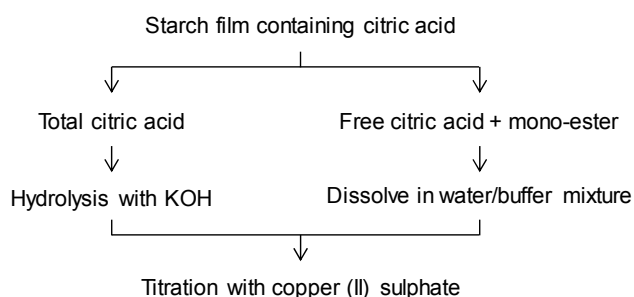 Starch film containing citric acid
Total citric acid
Free citric acid + mono-ester
Hydrolysis with KOH
Dissolve in water/buffer mixture
Titration with copper (II) sulphate